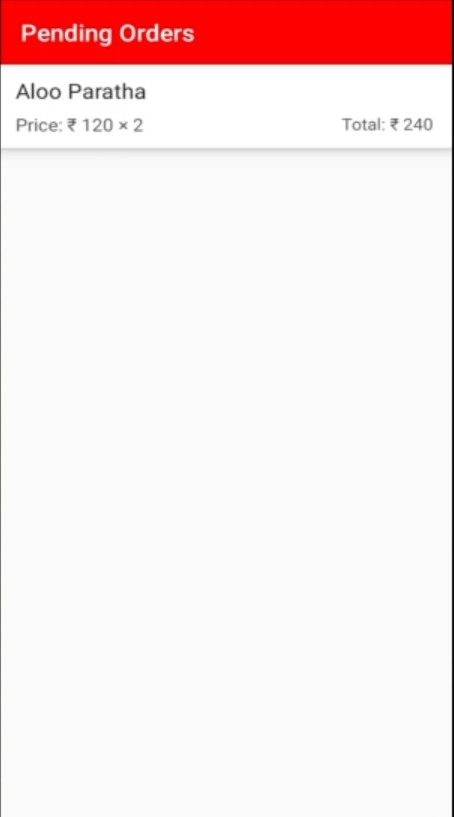 Pending Orders
Aloo Paratha
Price: ₹ 120 × 2 Total: ₹ 240